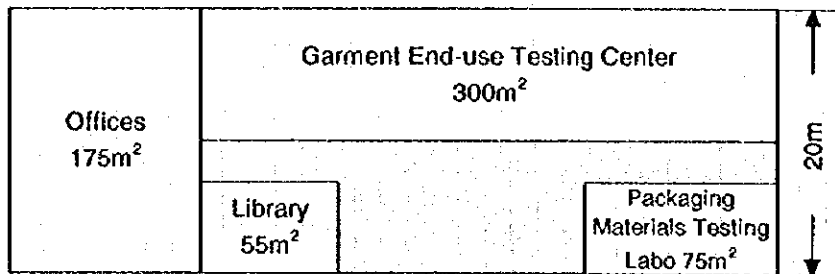 Offices
175m²
Garment End-use Testing Center
300m²
Library
55m²
Packaging
Materials Testing
Labo 75m²
20m